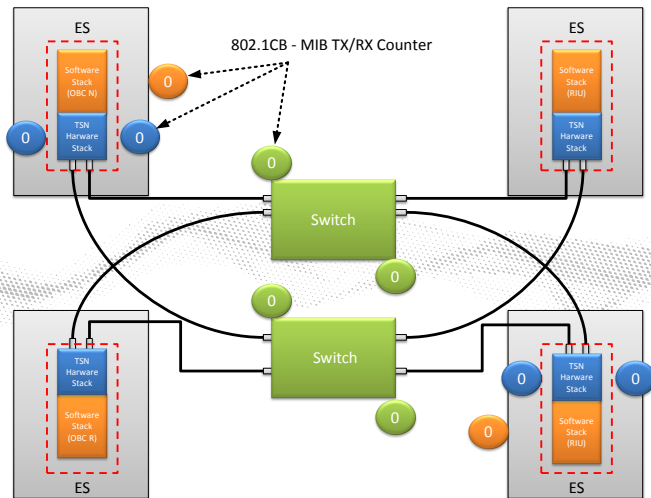 ES
802.1CB - MIB TX/RX Counter
ES
Software
Stack
(OBC N)
0
Software
Stack
(RIU)
TSN
Harware
Stack
0
0
TSN
Harware
Stack
0
Switch
0
0
Switch
0
TSN
Harware
Stack
Software
Stack
(OBC R)
ES
0
TSN
Harware
Stack
0
0
Software
Stack
(RIU)
ES